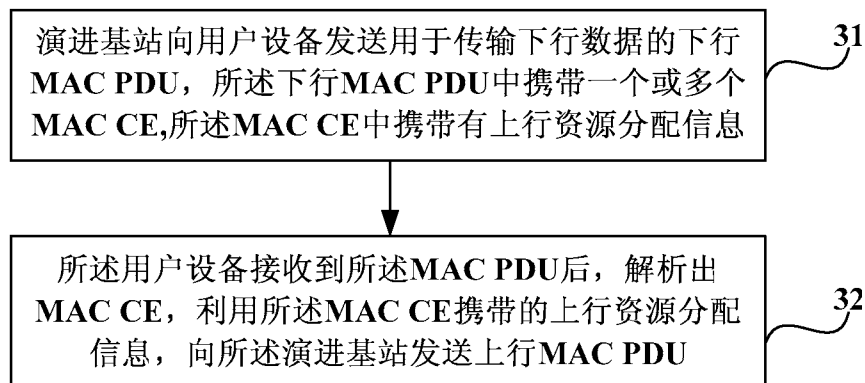 演进基站向用户设备发送用于传输下行数据的下行
MAC PDU，所述下行MAC PDU中携带一个或多个
MAC CE,所述MAC CE中携带有上行资源分配信息
31
所述用户设备接收到所述MAC PDU后，解析出
MAC CE，利用所述MAC CE携带的上行资源分配
信息，向所述演进基站发送上行MAC PDU
32